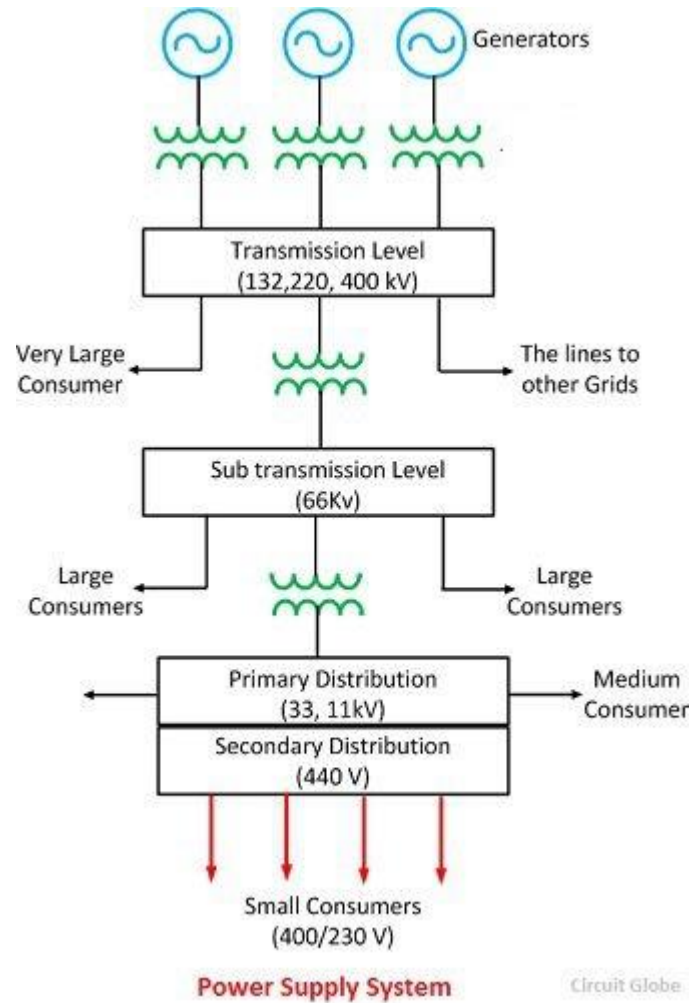 Generators
Transmission Level
(132,220, 400 kV)
Very Large
Consumer
The lines to
other Grids
Sub transmission Level
(66Kv)
Large
Consumers
Large
Consumers
Primary Distribution
(33, 11kV)
Medium
Consumer
Secondary Distribution
(440 V)
Small Consumers
(400/230 V)
Power Supply System
Circuit Globe